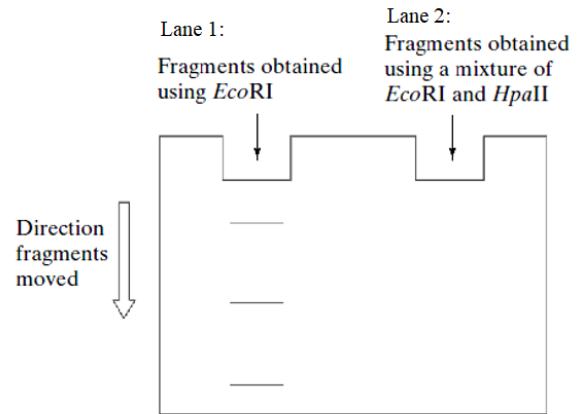 Lane 1:
Fragments obtained
using EcoRI
Lane 2:
Fragments obtained
using a mixture of
EcoRI and HpaII
Direction
fragments
moved